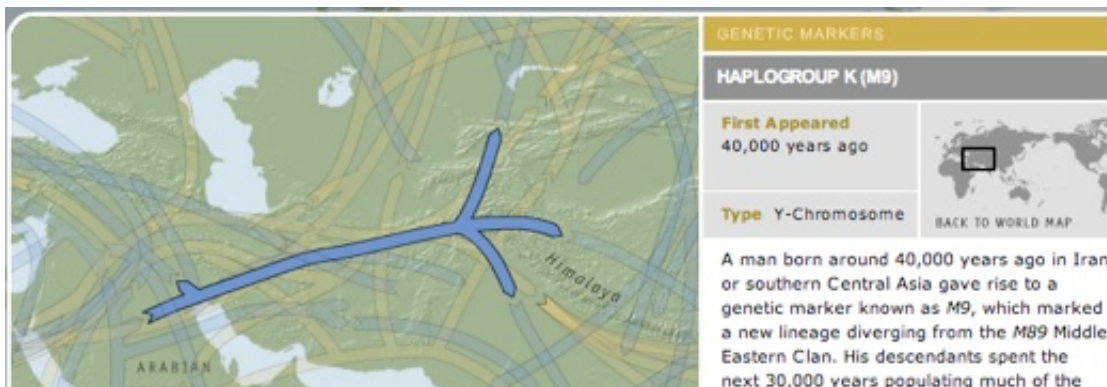 GENETIC MARKERS
HAPLOGROUP K (M9)
First Appeared
40,000 years ago
Type Y-Chromosome
BACK TO WORLD MAP
A man born around 40,000 years ago in Iran
or southern Central Asia gave rise to a
genetic marker known as M9, which marked
a new lineage diverging from the M89 Middle
Eastern Clan. His descendants spent the
next 30,000 years populating much of the
Himalaya
ARABIAN